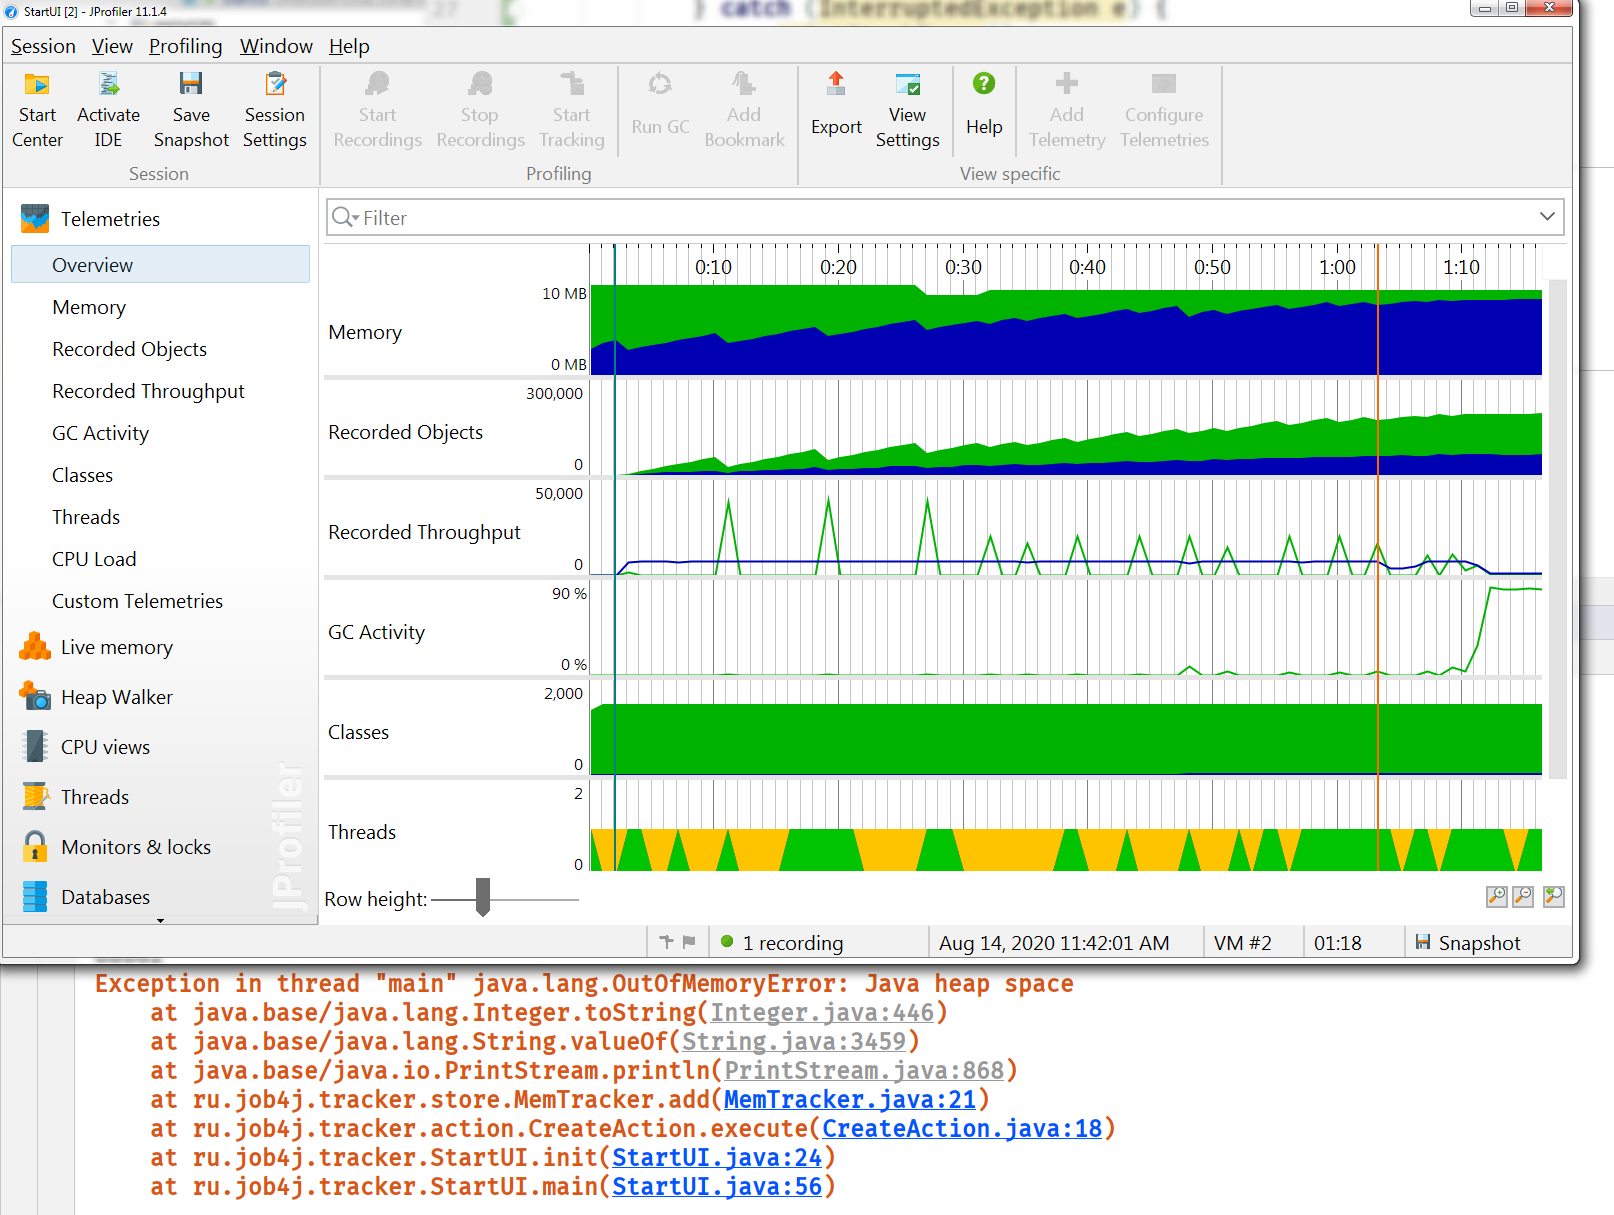 StartUI [2] - JProfiler 11.1.4
27 } catch (InterruptedException e) {
Session View Profiling Window Help
Start Center
Activate IDE
Save Snapshot
Session Settings
Start Recordings
Stop Recordings
Start Tracking
Run GC
Add Bookmark
Export
View Settings
Help
Add Telemetry
Configure Telemetries
Session
Profiling
View specific
Telemetries
Overview
Memory
Recorded Objects
Recorded Throughput
GC Activity
Classes
Threads
CPU Load
Custom Telemetries
Live memory
Heap Walker
CPU views
Threads
Monitors & locks
Databases
JProfiler
Filter
0:10 0:20 0:30 0:40 0:50 1:00 1:10
10 MB
Memory
0 MB
300,000
Recorded Objects
0
50,000
Recorded Throughput
0
90 %
GC Activity
0 %
2,000
Classes
0
2
Threads
0
Row height:
1 recording
Aug 14, 2020 11:42:01 AM
VM #2
01:18
Snapshot
Exception in thread "main" java.lang.OutOfMemoryError: Java heap space
at java.base/java.lang.Integer.toString(Integer.java:446)
at java.base/java.lang.String.valueOf(String.java:3459)
at java.base/java.io.PrintStream.println(PrintStream.java:868)
at ru.job4j.tracker.store.MemTracker.add(MemTracker.java:21)
at ru.job4j.tracker.action.CreateAction.execute(CreateAction.java:18)
at ru.job4j.tracker.StartUI.init(StartUI.java:24)
at ru.job4j.tracker.StartUI.main(StartUI.java:56)